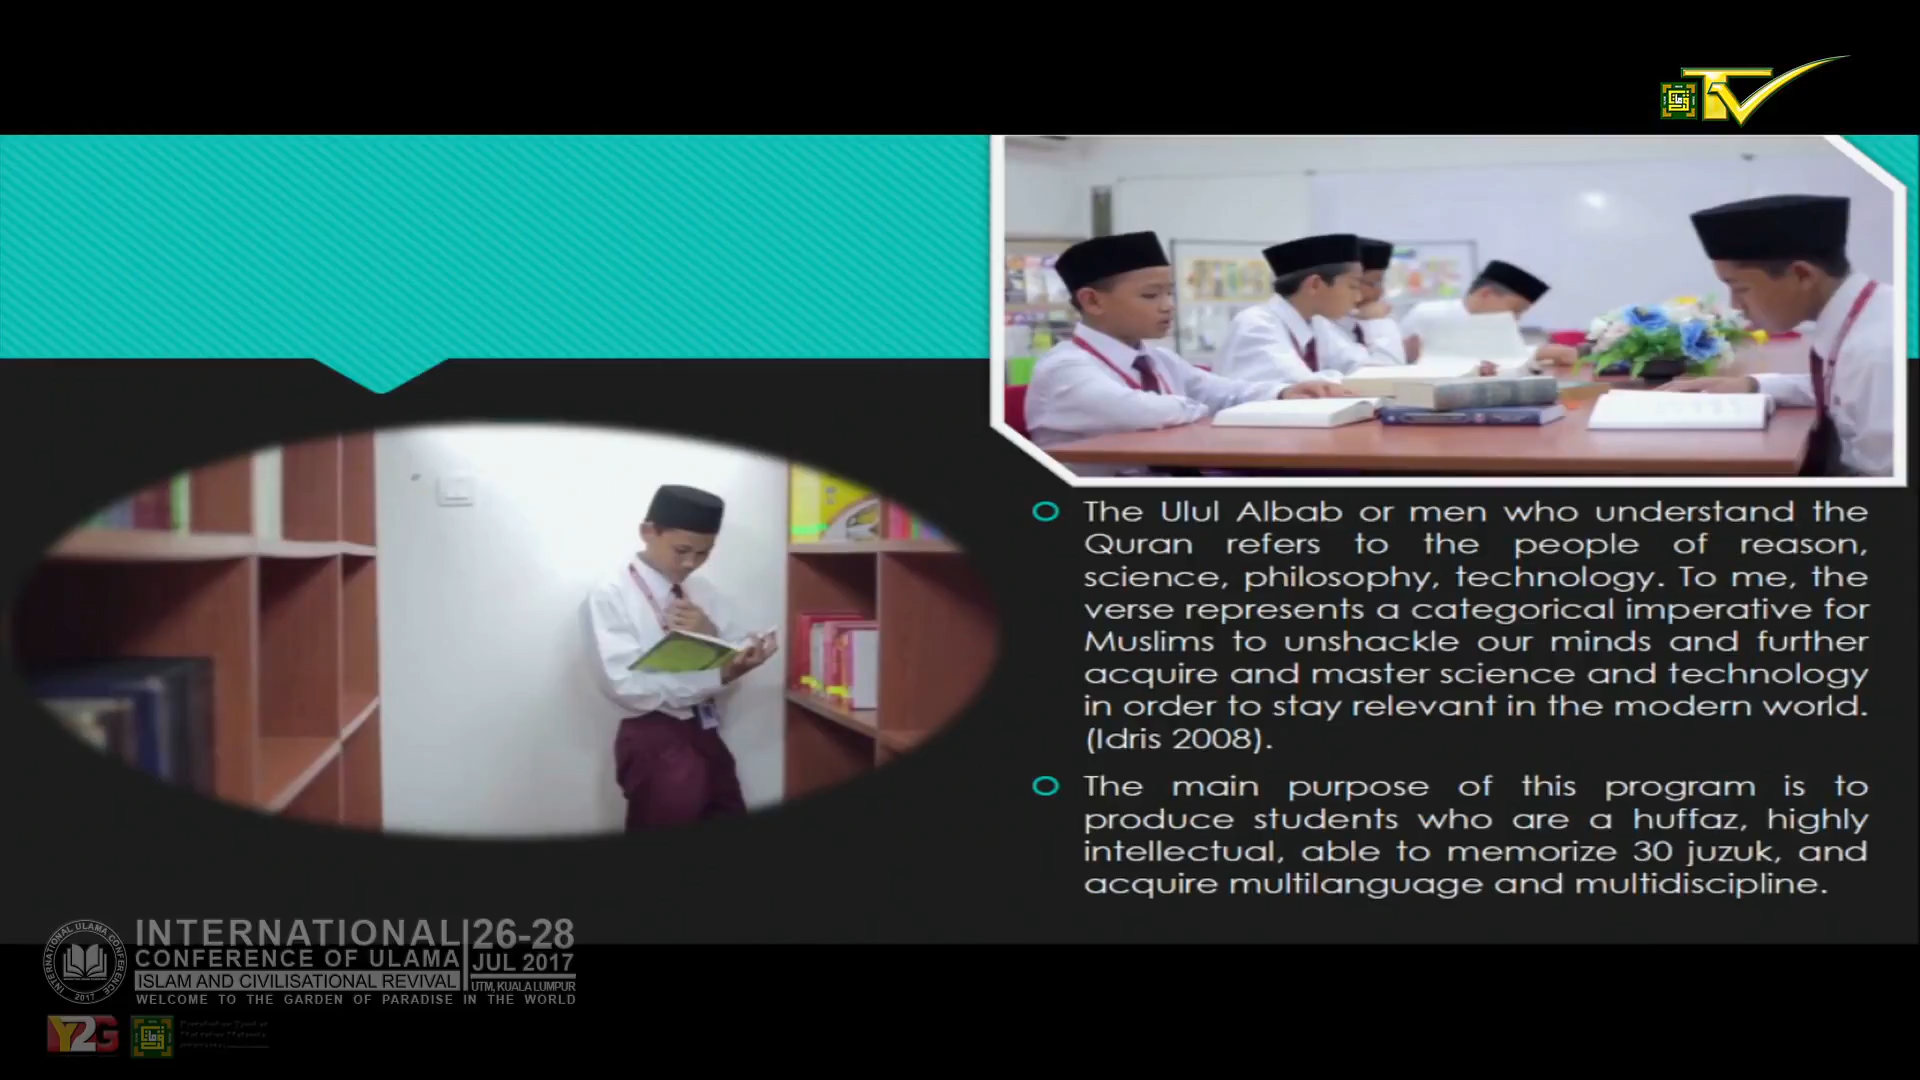 TV
The Ulul Albab or men who understand the
Quran refers to the people of reason,
science, philosophy, technology. To me, the
verse represents a categorical imperative for
Muslims to unshackle our minds and further
acquire and master science and technology
in order to stay relevant in the modern world.
(Idris 2008).
The main purpose of this program is to
produce students who are a huffaz, highly
intellectual, able to memorize 30 juzuk, and
acquire multilanguage and multidiscipline.
INTERNATIONAL ULAMA CONFERENCE
2017
INTERNATIONAL
CONFERENCE OF ULAMA
ISLAM AND CIVILISATIONAL REVIVAL
26-28
JUL 2017
UTM, KUALA LUMPUR
WELCOME TO THE GARDEN OF PARADISE IN THE WORLD
Y2G